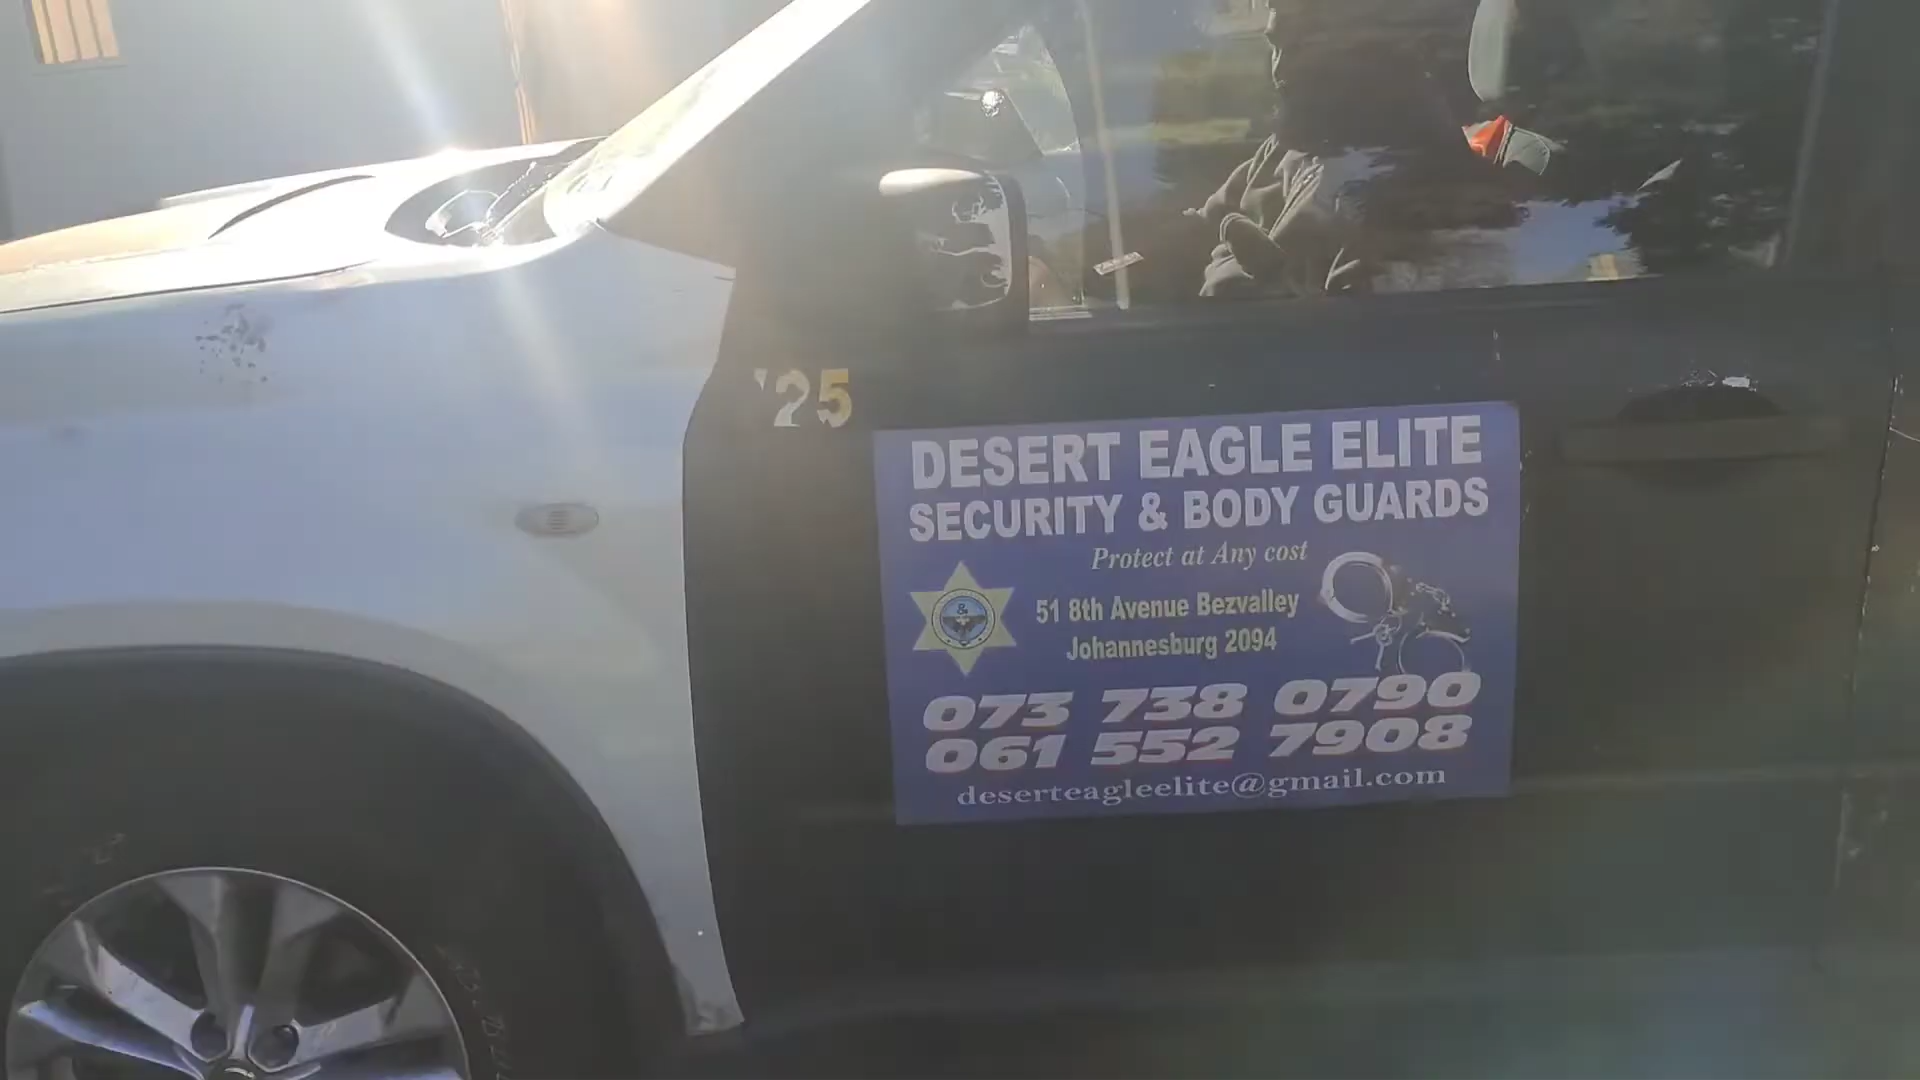 '25
DESERT EAGLE ELITE
SECURITY & BODY GUARDS
Protect at Any cost
51 8th Avenue Bezvalley
Johannesburg 2094
073 738 0790
061 552 7908
deserteagleelite@gmail.com